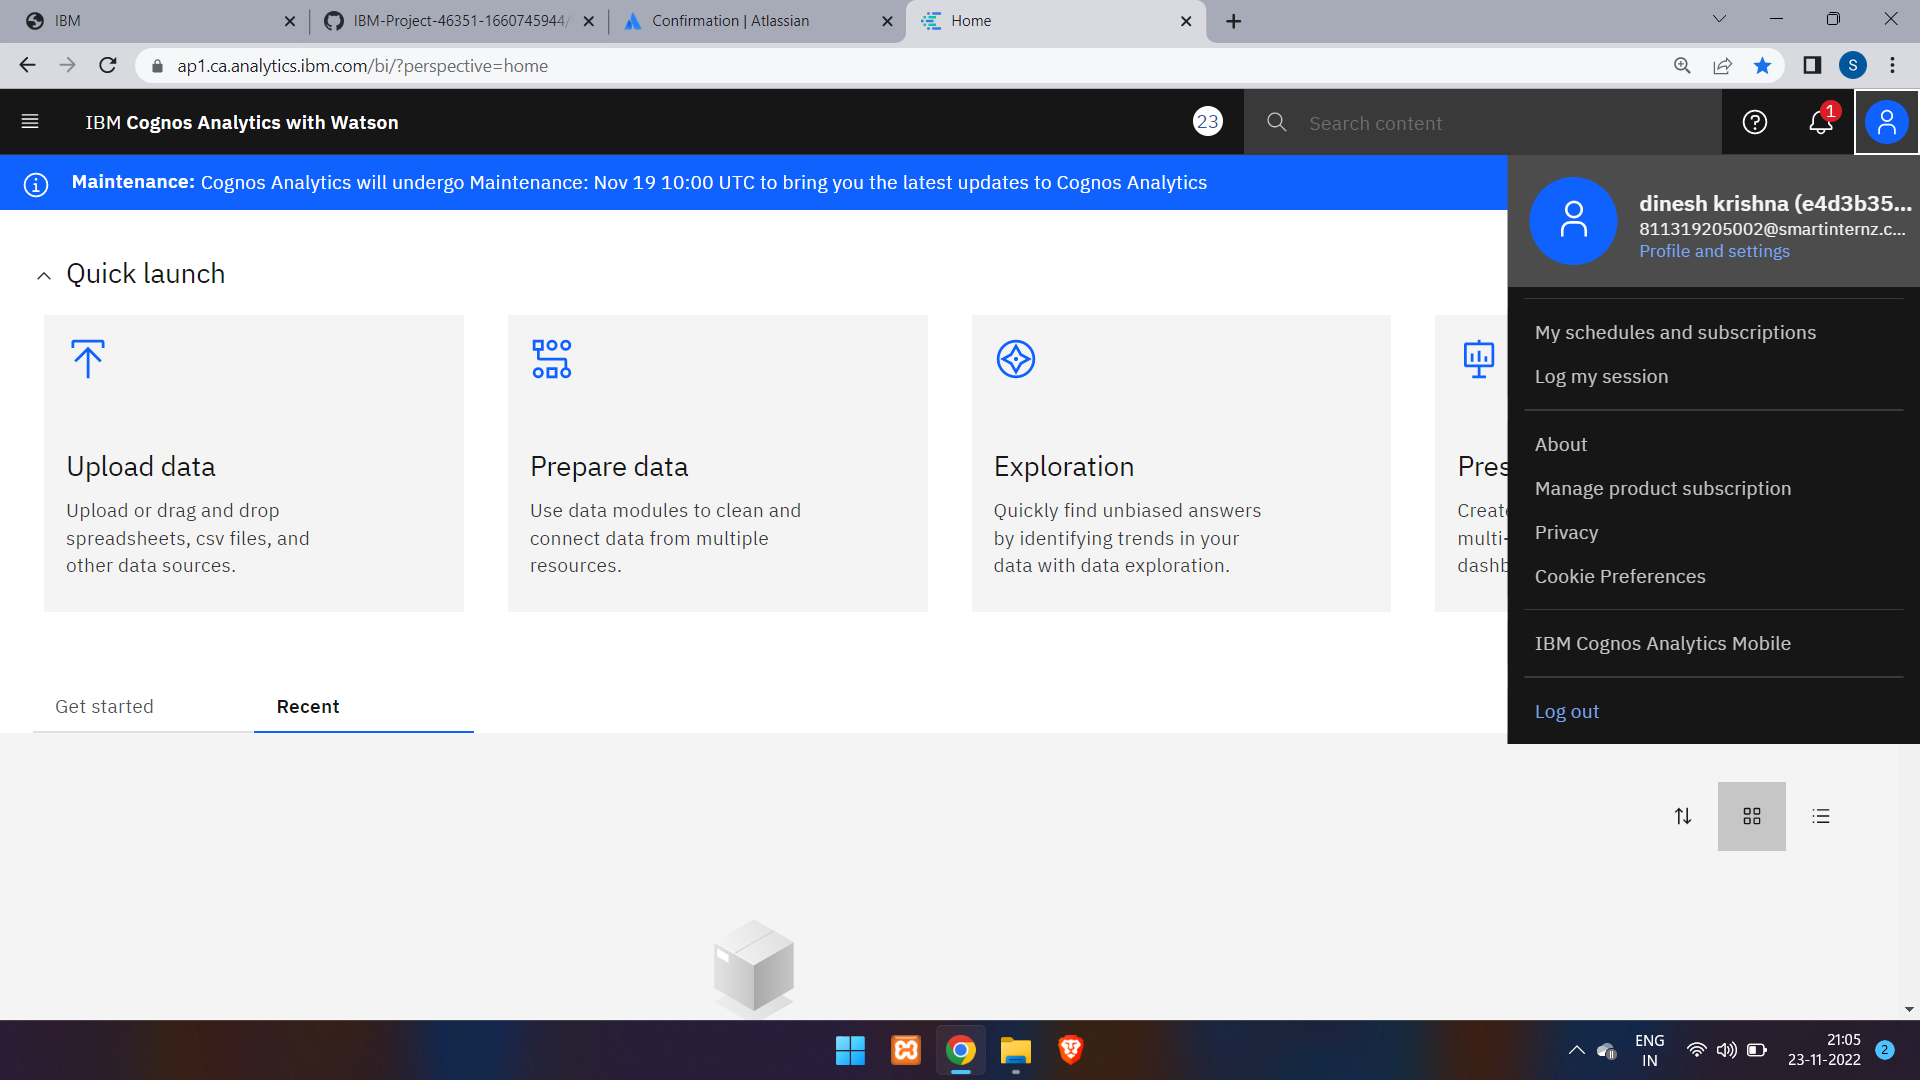 IBM
IBM-Project-46351-1660745944/
Confirmation | Atlassian
Home
ap1.ca.analytics.ibm.com/bi/?perspective=home
S
IBM Cognos Analytics with Watson
23
Search content
1
Maintenance: Cognos Analytics will undergo Maintenance: Nov 19 10:00 UTC to bring you the latest updates to Cognos Analytics
dinesh krishna (e4d3b35...
811319205002@smartinternz.c...
Profile and settings
Quick launch
Upload data
Upload or drag and drop
spreadsheets, csv files, and
other data sources.
Prepare data
Use data modules to clean and
connect data from multiple
resources.
Exploration
Quickly find unbiased answers
by identifying trends in your
data with data exploration.
Pres
Create
multi-
dashb
My schedules and subscriptions
Log my session
About
Manage product subscription
Privacy
Cookie Preferences
IBM Cognos Analytics Mobile
Log out
Get started
Recent
ENG
IN
21:05
23-11-2022
2